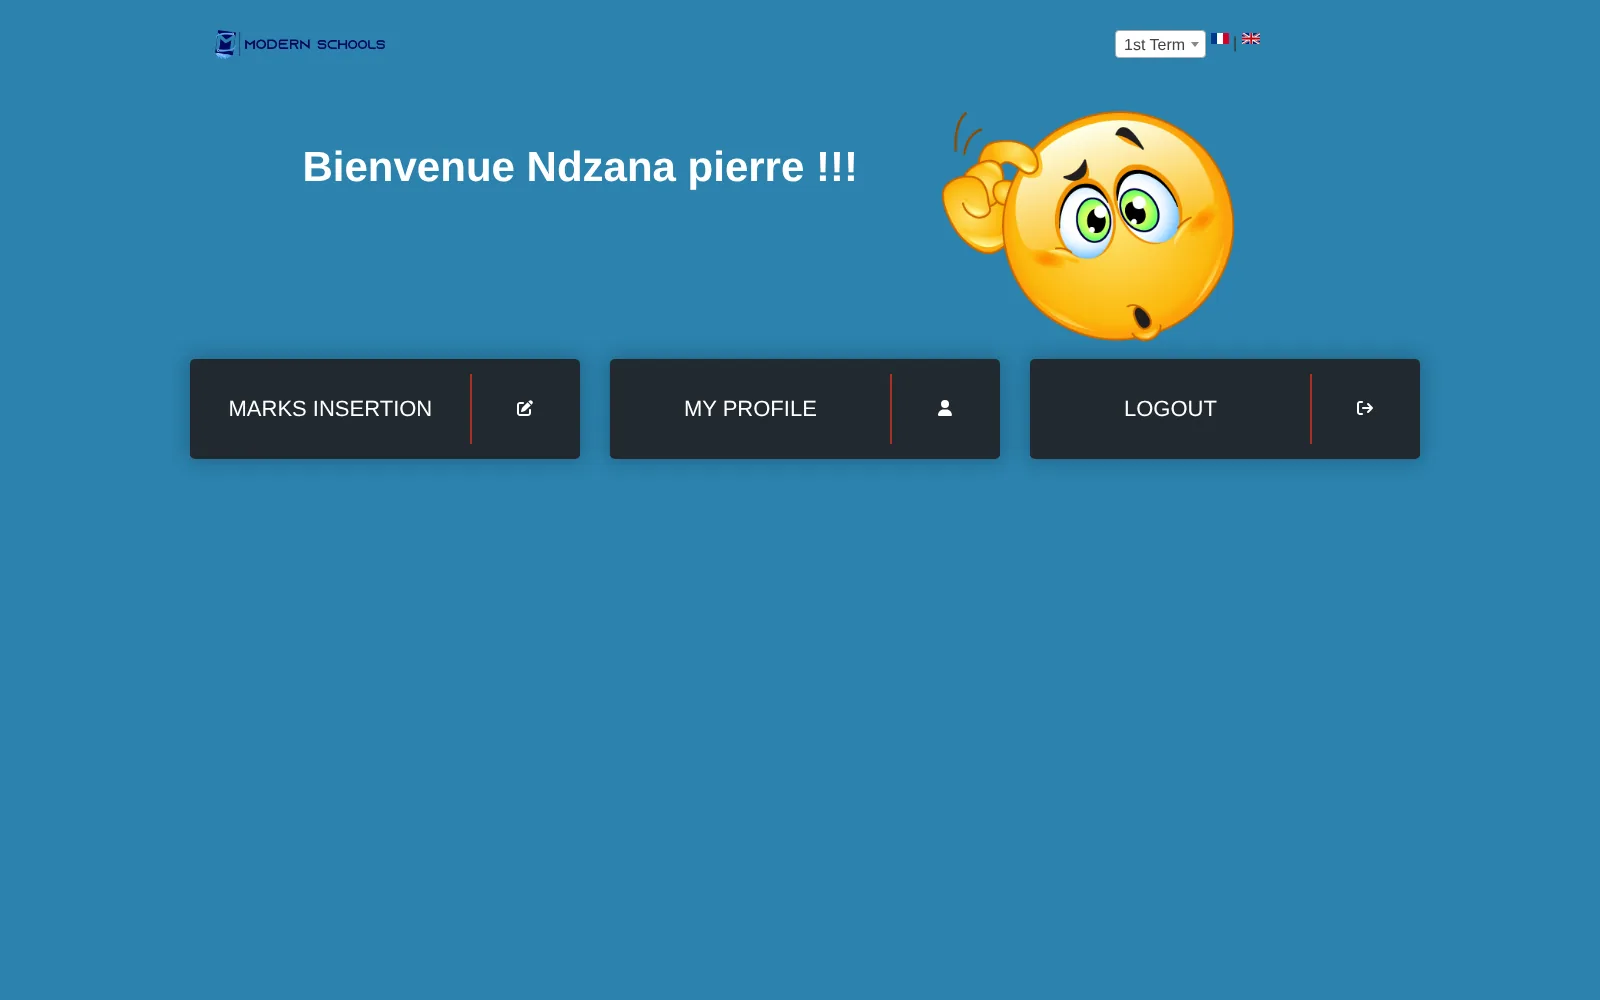 MODERN SCHOOLS
1st Term
|
Bienvenue Ndzana pierre !!!
MARKS INSERTION
MY PROFILE
LOGOUT